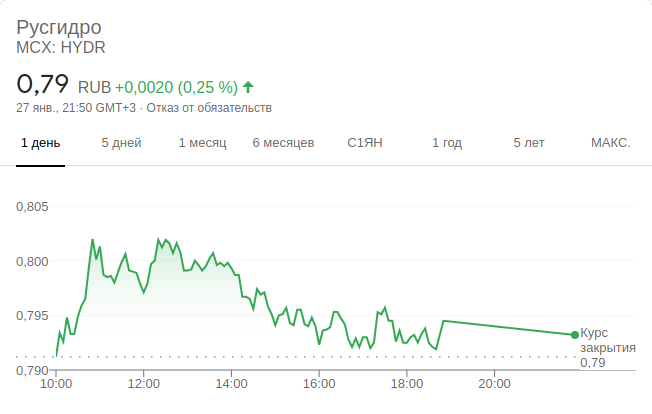 Русгидро
MCX: HYDR
0,79 RUB +0,0020 (0,25 %)
27 янв., 21:50 GMT+3 · Отказ от обязательств
1 день 5 дней 1 месяц 6 месяцев С1ЯН 1 год 5 лет МАКС.
0,805
0,800
0,795
0,790
Курс
закрытия
0,79
10:00 12:00 14:00 16:00 18:00 20:00